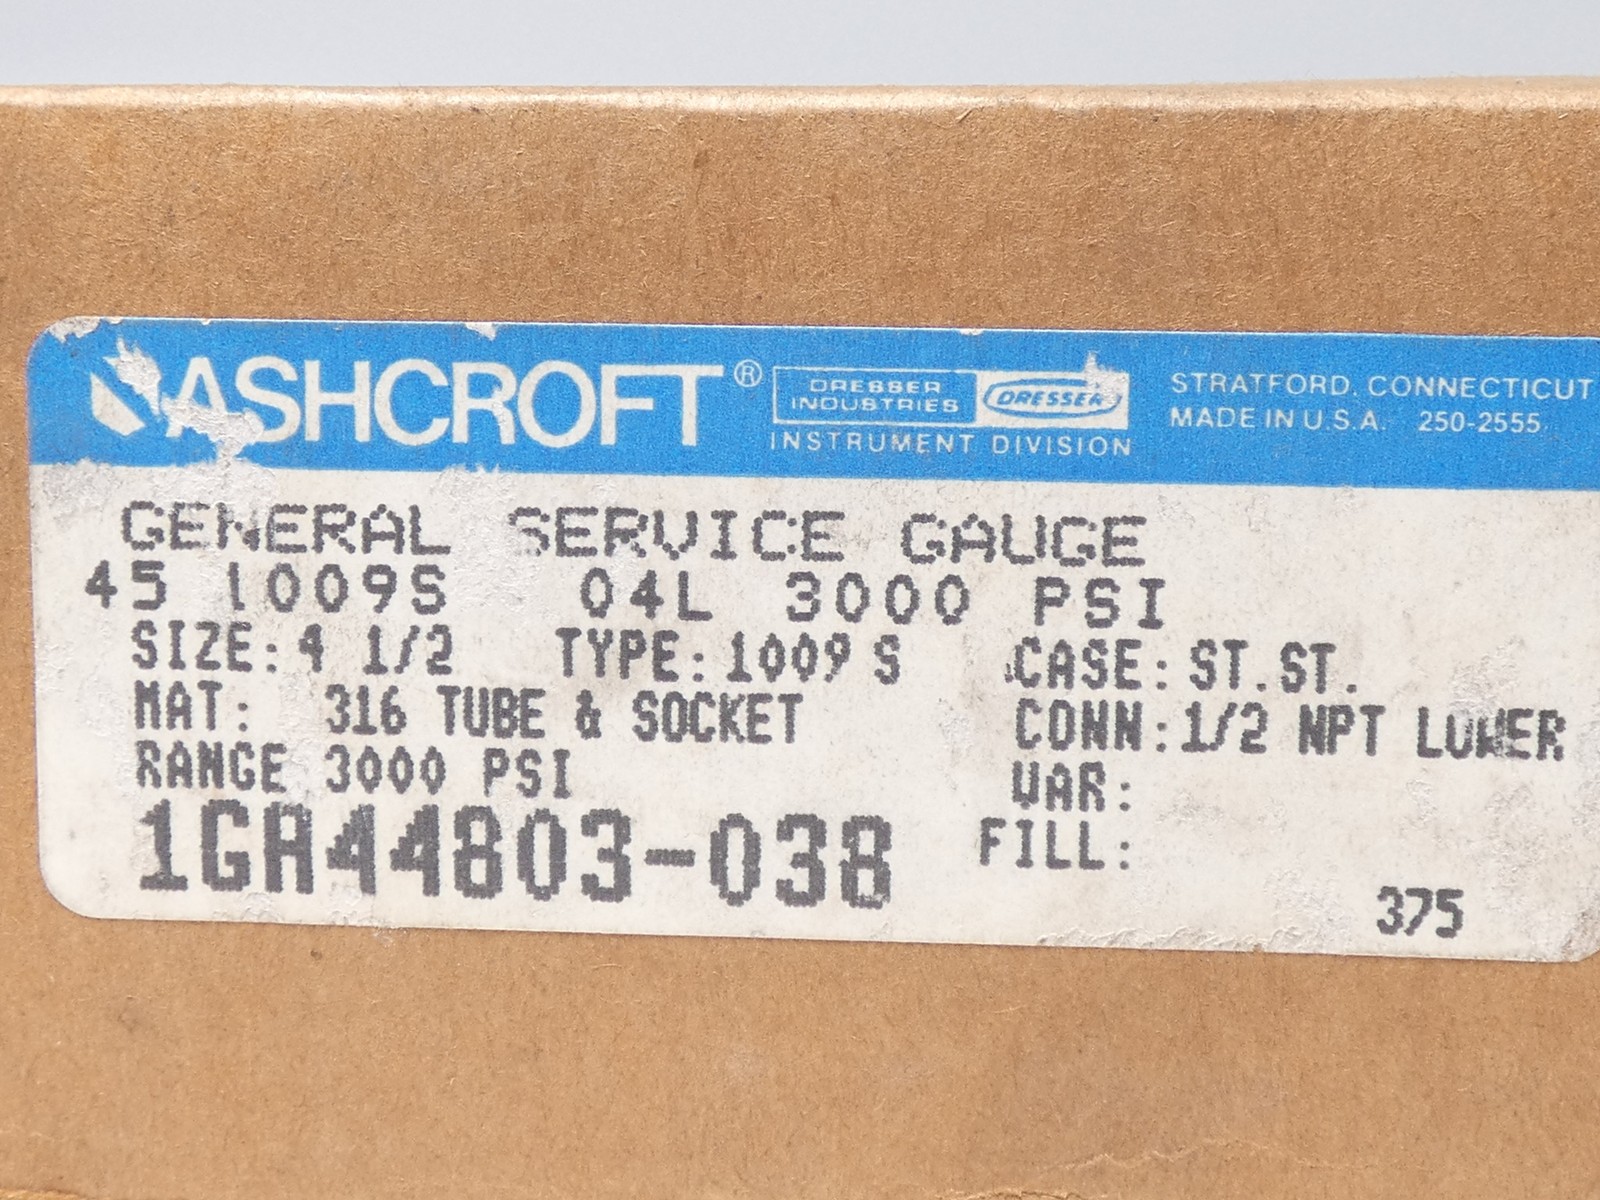 ASHCROFT®
DRESSER
INDUSTRIES
DRESSER
INSTRUMENT DIVISION
STRATFORD, CONNECTICUT
MADE IN U.S.A. 250-2555
GENERAL SERVICE GAUGE
45 1009S 04L 3000 PSI
SIZE: 4 1/2 TYPE: 1009 S CASE: ST.ST.
MAT: 316 TUBE & SOCKET CONN: 1/2 NPT LOWER
RANGE 3000 PSI VAR:
1GA44803-038 FILL:
375